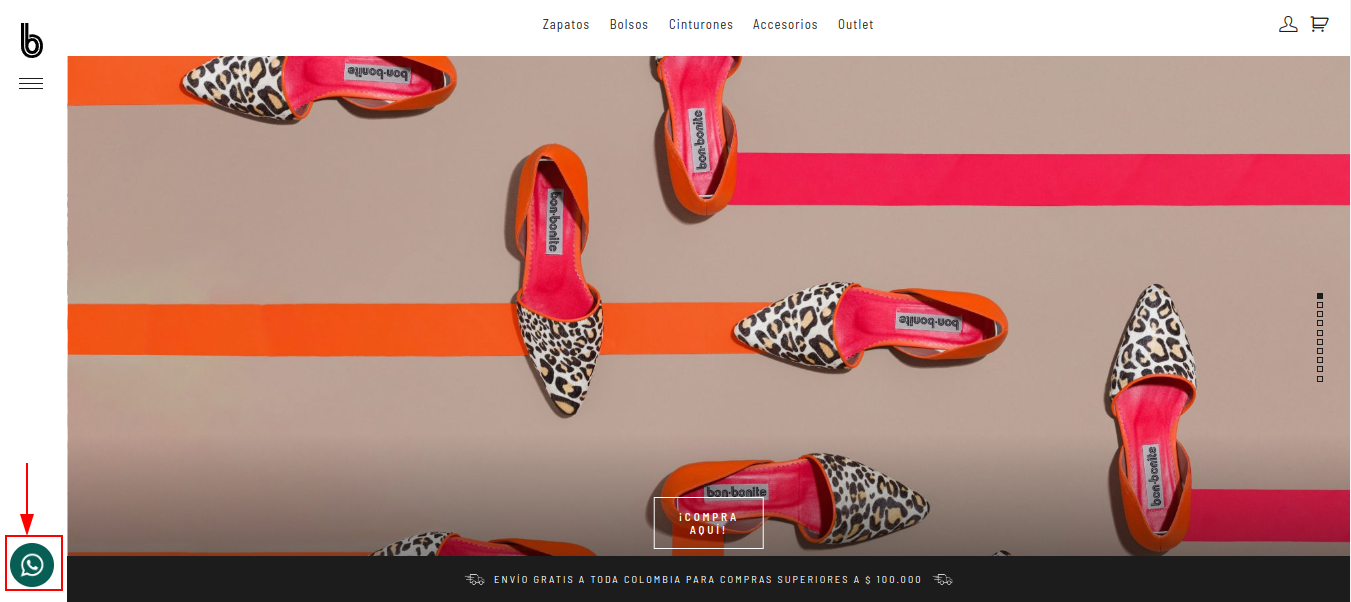 b
Zapatos Bolsos Cinturones Accesorios Outlet
bon-bonite
bon-bonite
bon-bonite
bon-bonite
bon-bonite
bon-bonite
¡COMPRA
AQUÍ!
ENVÍO GRATIS A TODA COLOMBIA PARA COMPRAS SUPERIORES A $ 100.000